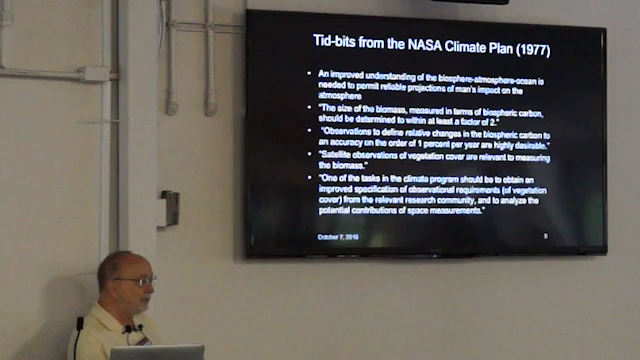 Tid-bits from the NASA Climate Plan (1977)
• An improved understanding of the biosphere-atmosphere-ocean is
needed to permit reliable projections of man's impact on the
atmosphere
• "The size of the biomass, measured in terms of biospheric carbon,
should be determined to within at least a factor of 2."
• "Observations to define relative changes in the biospheric carbon to
an accuracy on the order of 1 percent per year are highly desirable."
• "Satellite observations of vegetation cover are relevant to measuring
the biomass."
• "One of the tasks in the climate program should be to obtain an
improved specification of observational requirements (of vegetation
cover) from the relevant research community, and to analyze the
potential contributions of space measurements."
October 7, 2016